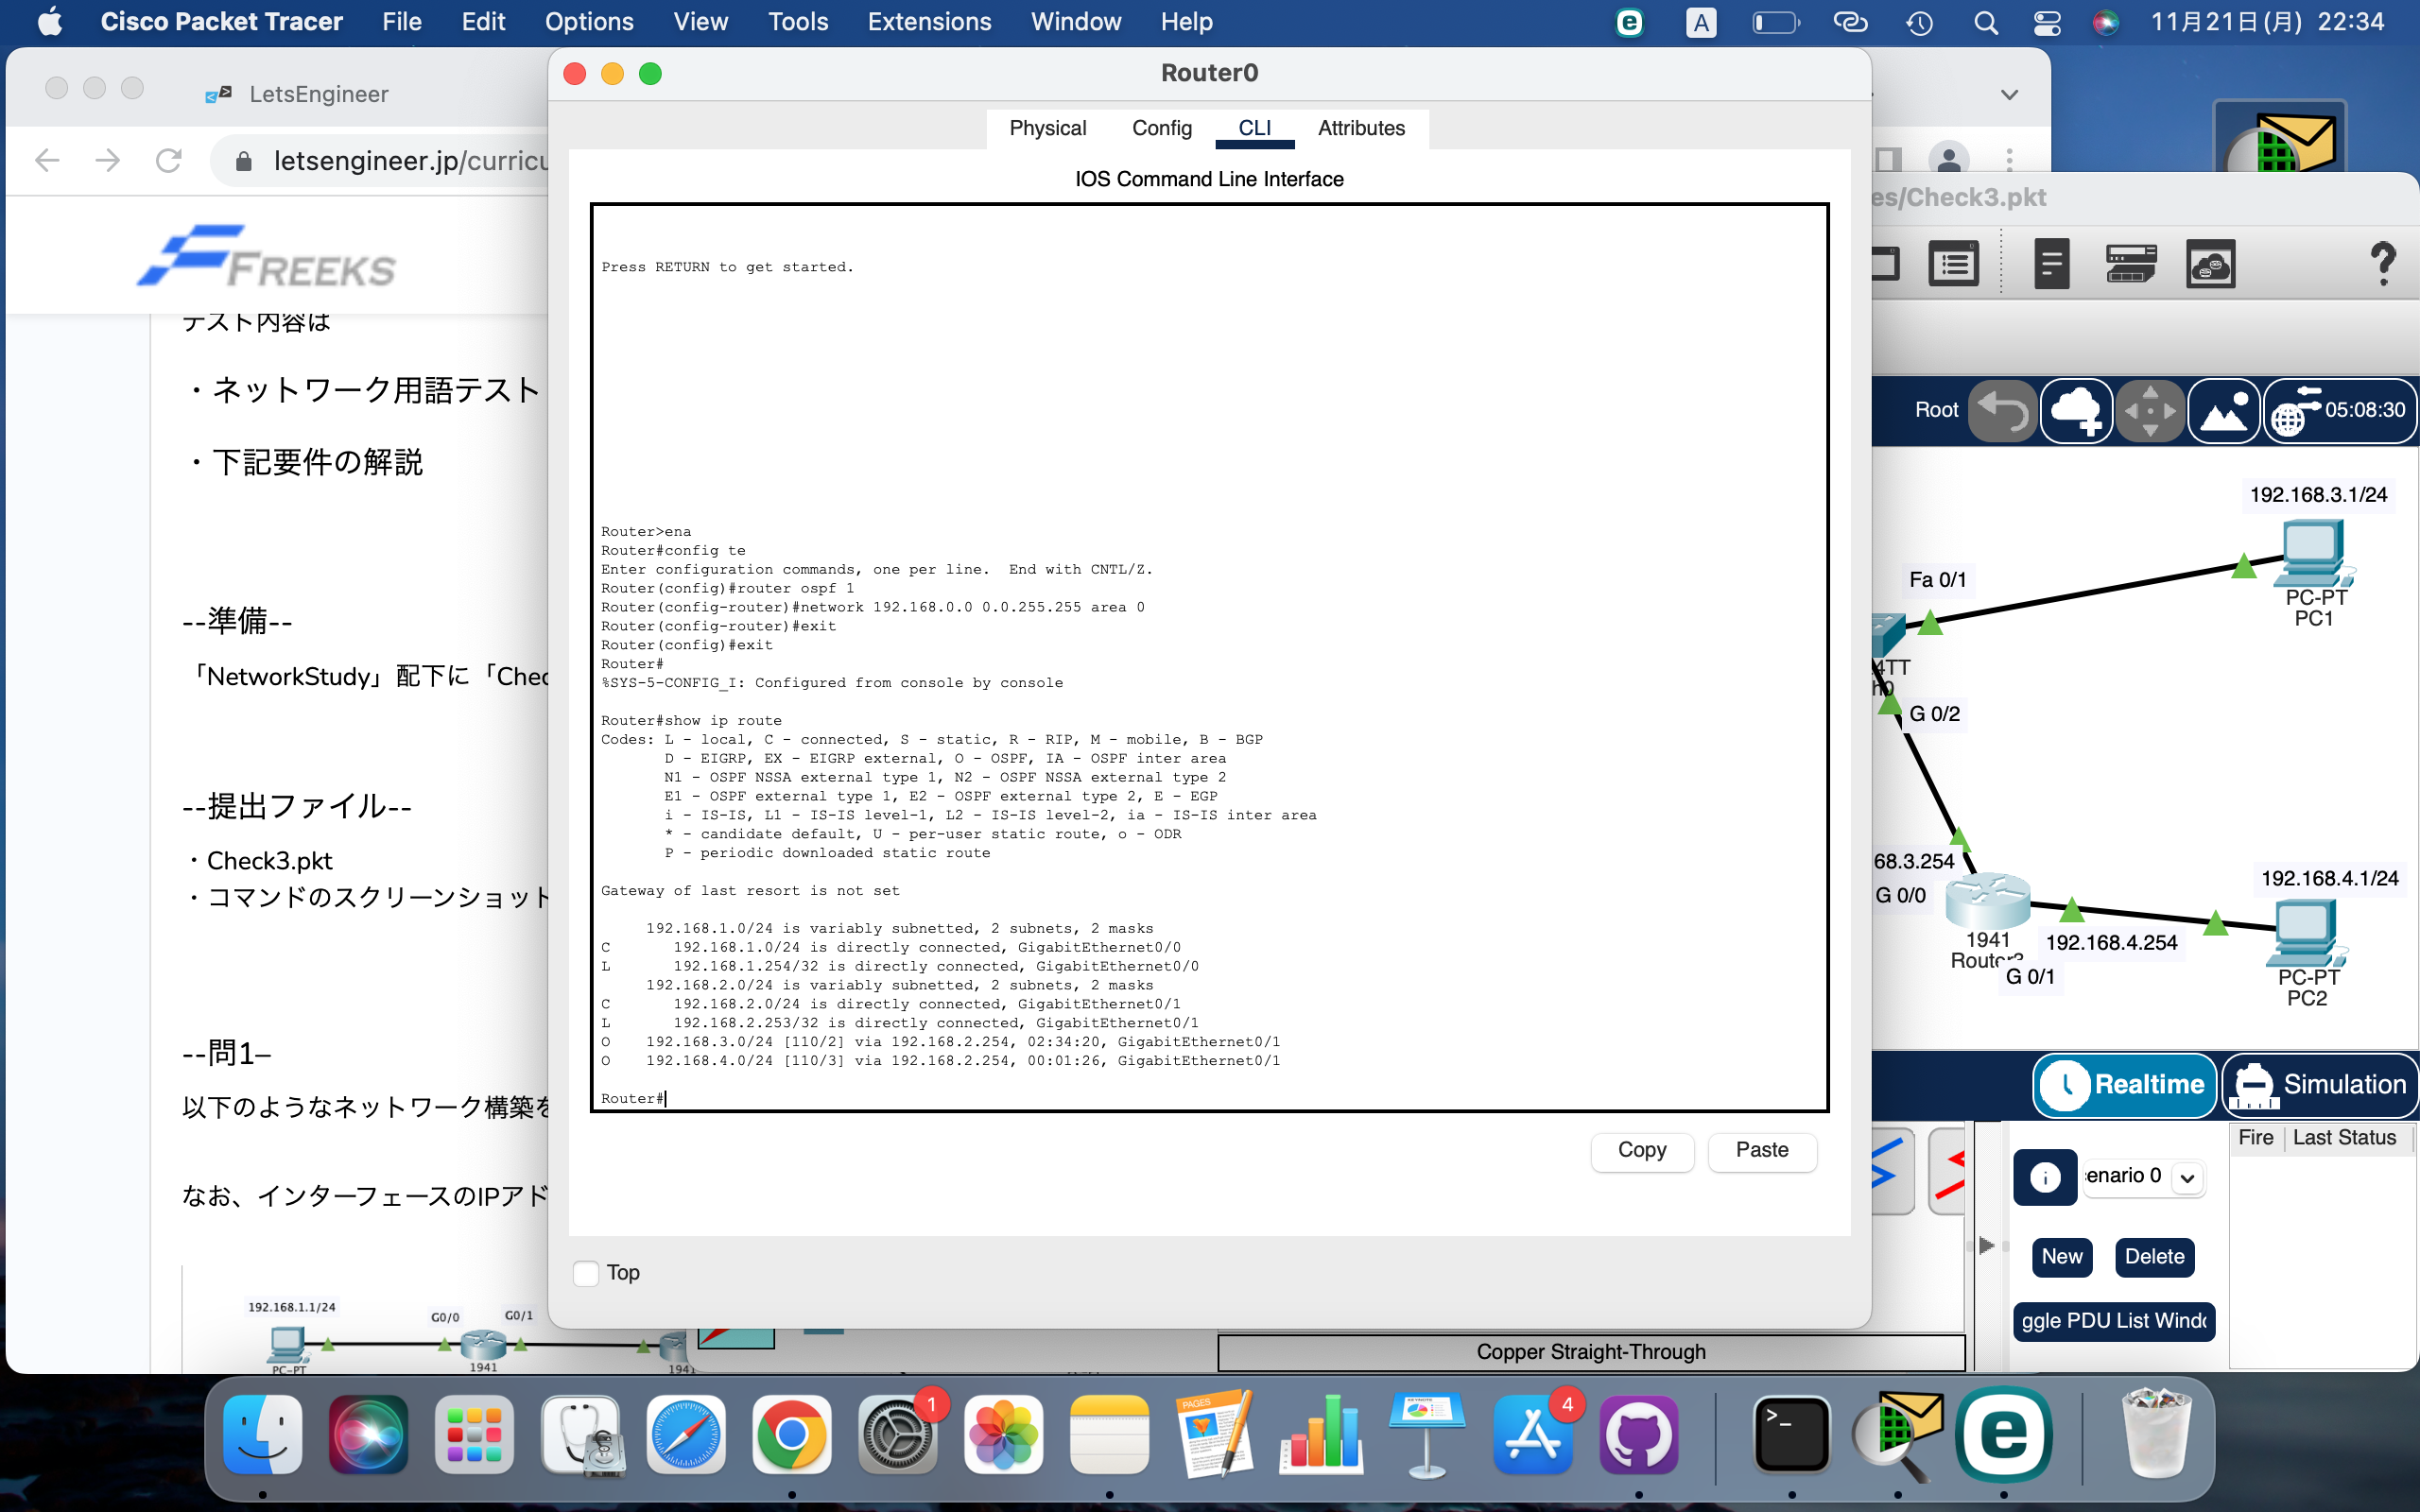 Cisco Packet Tracer File Edit Options View Tools Extensions Window Help
A 11月21日(月) 22:34
LetsEngineer
letsengineer.jp/curricu
FREEKS
テスト内容は
・ネットワーク用語テスト
・下記要件の解説
--準備--
「NetworkStudy」配下に「Chec
--提出ファイル--
・Check3.pkt
・コマンドのスクリーンショット
--問1–
以下のようなネットワーク構築を
なお、インターフェースのIPアド
192.168.1.1/24
G0/0
G0/1
PC-PT
1941
1941
Router0
Physical Config CLI Attributes
IOS Command Line Interface
Press RETURN to get started.
Router>ena
Router#config te
Enter configuration commands, one per line.  End with CNTL/Z.
Router(config)#router ospf 1
Router(config-router)#network 192.168.0.0 0.0.255.255 area 0
Router(config-router)#exit
Router(config)#exit
Router#
%SYS-5-CONFIG_I: Configured from console by console
Router#show ip route
Codes: L - local, C - connected, S - static, R - RIP, M - mobile, B - BGP
D - EIGRP, EX - EIGRP external, O - OSPF, IA - OSPF inter area
N1 - OSPF NSSA external type 1, N2 - OSPF NSSA external type 2
E1 - OSPF external type 1, E2 - OSPF external type 2, E - EGP
i - IS-IS, L1 - IS-IS level-1, L2 - IS-IS level-2, ia - IS-IS inter area
* - candidate default, U - per-user static route, o - ODR
P - periodic downloaded static route
Gateway of last resort is not set
192.168.1.0/24 is variably subnetted, 2 subnets, 2 masks
C 192.168.1.0/24 is directly connected, GigabitEthernet0/0
L 192.168.1.254/32 is directly connected, GigabitEthernet0/0
192.168.2.0/24 is variably subnetted, 2 subnets, 2 masks
C 192.168.2.0/24 is directly connected, GigabitEthernet0/1
L 192.168.2.253/32 is directly connected, GigabitEthernet0/1
O 192.168.3.0/24 [110/2] via 192.168.2.254, 02:34:20, GigabitEthernet0/1
O 192.168.4.0/24 [110/3] via 192.168.2.254, 00:01:26, GigabitEthernet0/1
Router#
Copy Paste
Top
es/Check3.pkt
Root
05:08:30
192.168.3.1/24
Fa 0/1
PC-PT
PC1
4TT
h0
G 0/2
68.3.254
G 0/0
192.168.4.1/24
1941
192.168.4.254
G 0/1
PC-PT
PC2
Realtime Simulation
Fire Last Status
enario 0
New Delete
ggle PDU List Wind
Copper Straight-Through
1
PAGES
4